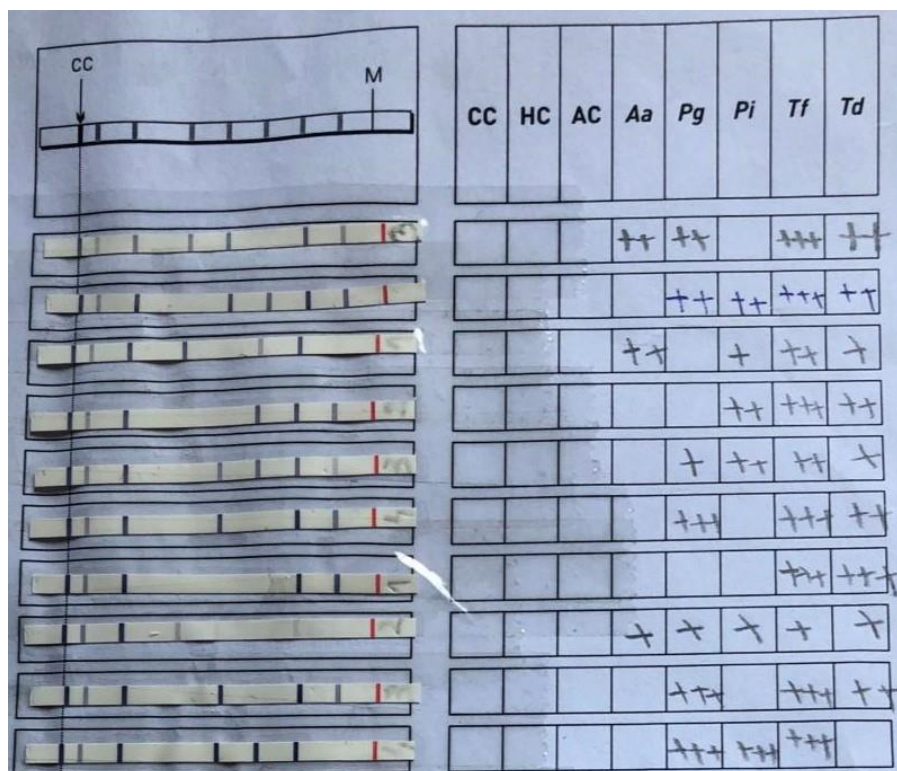 CC M
CC HC AC Aa Pg Pi Tf Td
++ ++ +++ ++
++ ++ +++ ++
++ + ++ +
++ +++ ++
+ ++ ++ +
+++ +++ ++
+++ +++
+ + + + +
+++ +++ ++
+++ +++ +++